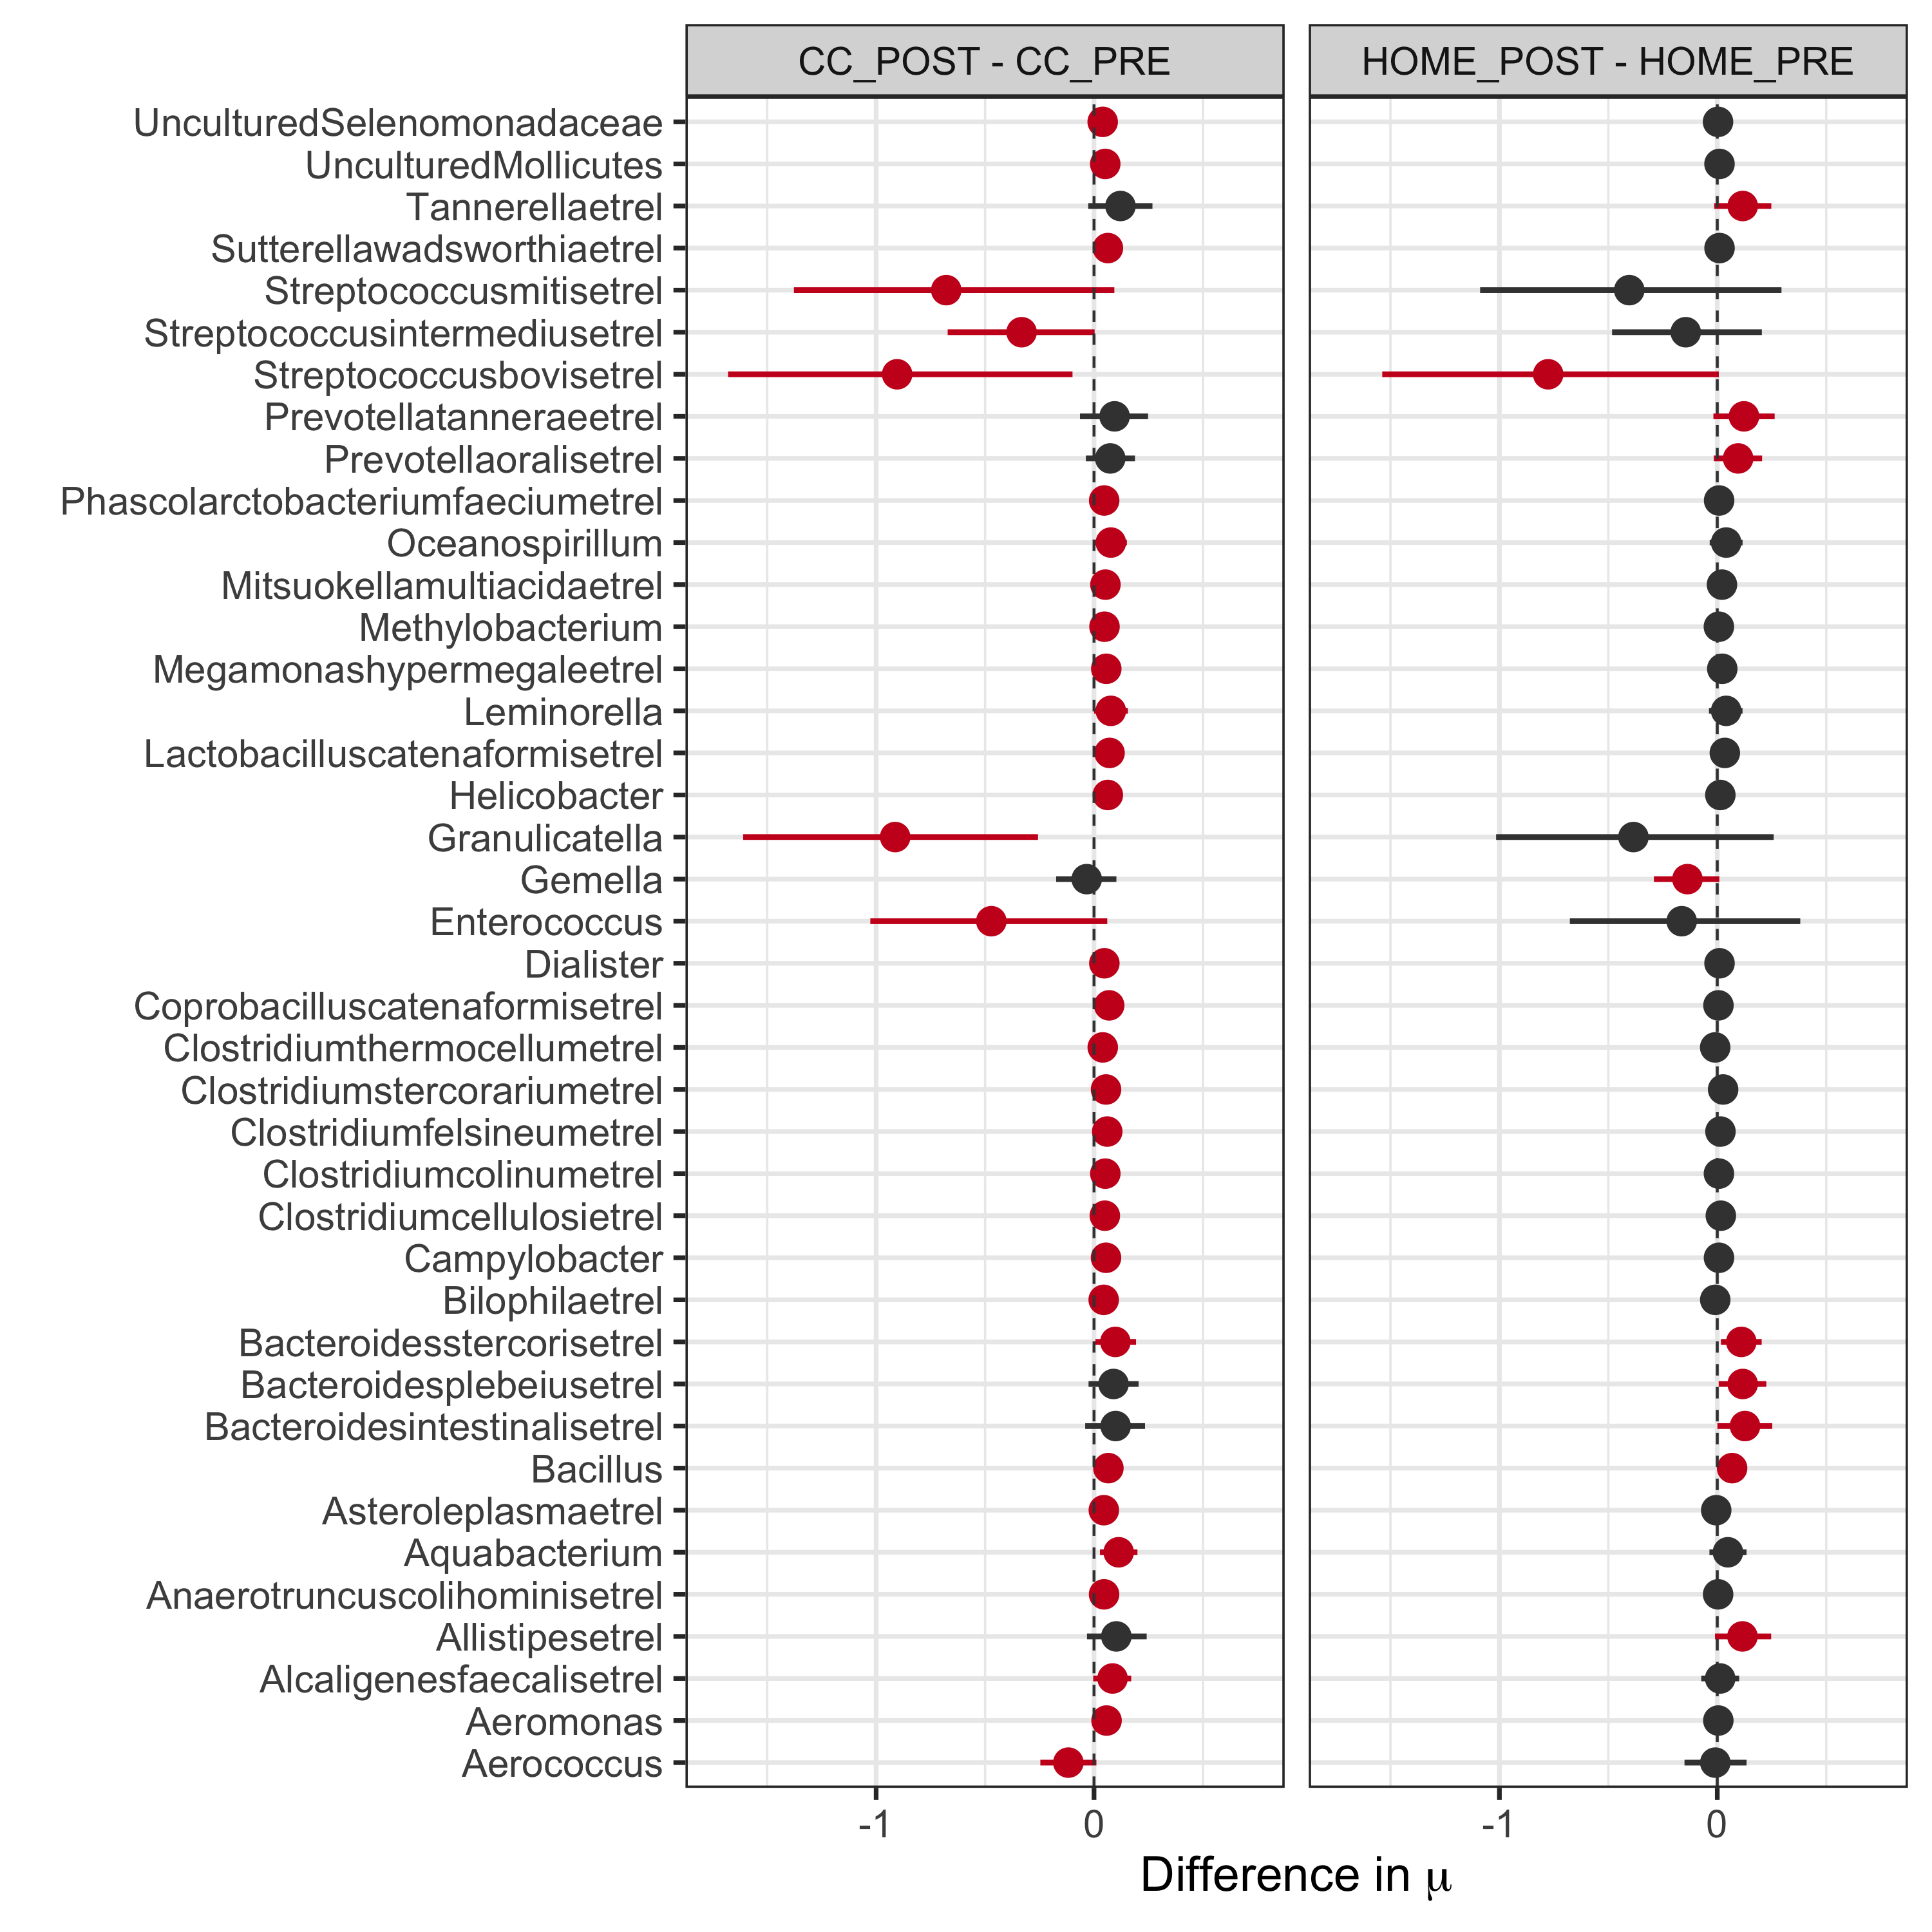 CC_POST - CC_PRE
HOME_POST - HOME_PRE
UnculturedSelenomonadaceae
UnculturedMollicutes
Tannerellaetrel
Sutterellawadsworthiaetrel
Streptococcusmitisetrel
Streptococcusintermediusetrel
Streptococcusbovisetrel
Prevotellatanneraeetrel
Prevotellaoralisetrel
Phascolarctobacteriumfaeciumetrel
Oceanospirillum
Mitsuokellamultiacidaetrel
Methylobacterium
Megamonashypermegaleetrel
Leminorella
Lactobacilluscatenaformisetrel
Helicobacter
Granulicatella
Gemella
Enterococcus
Dialister
Coprobacilluscatenaformisetrel
Clostridiumthermocellumetrel
Clostridiumstercorariumetrel
Clostridiumfelsineumetrel
Clostridiumcolinumetrel
Clostridiumcellulosietrel
Campylobacter
Bilophilaetrel
Bacteroidesstercorisetrel
Bacteroidesplebeiusetrel
Bacteroidesintestinalisetrel
Bacillus
Asteroleplasmaetrel
Aquabacterium
Anaerotruncuscolihominisetrel
Allistipesetrel
Alcaligenesfaecalisetrel
Aeromonas
Aerococcus
-1 0 -1 0
Difference in μ